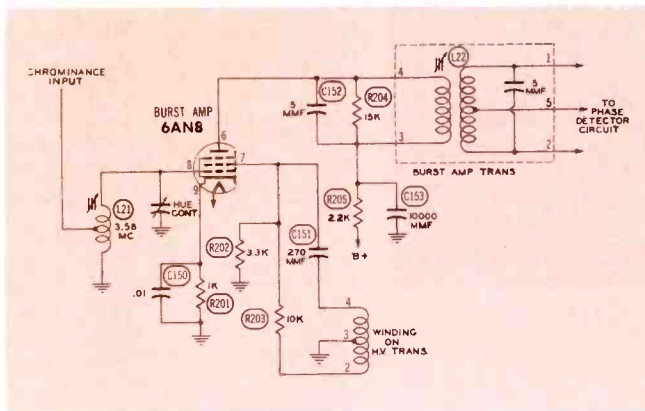 CHROMINANCE
INPUT
BURST AMP
6AN8
6
7
8
9
L21
3.58
MC
HUE
CONT.
C150
.01
1K
R201
R202
3.3K
R203
10K
C151
270
MMF
C152
5
MMF
R204
15K
R205
2.2K
B+
C153
10000
MMF
4
3
L22
1
5
MMF
5
2
TO
PHASE
DETECTOR
CIRCUIT
BURST AMP TRANS
4
3
2
WINDING
ON
H.V. TRANS.